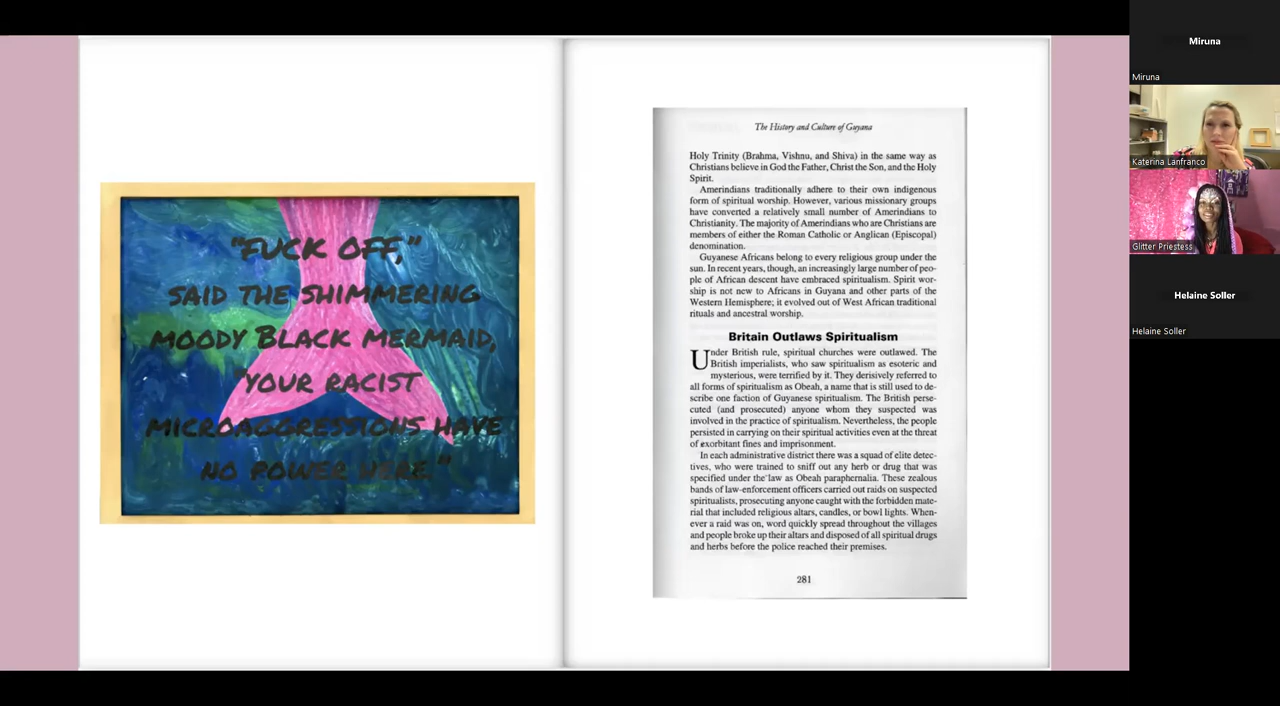 "FUCK OFF,"
SAID THE SHIMMERING
MOODY BLACK MERMAID,
"YOUR RACIST
MICROAGGRESSIONS HAVE
NO POWER HERE."
The History and Culture of Guyana
Holy Trinity (Brahma, Vishnu, and Shiva) in the same way as
Christians believe in God the Father, Christ the Son, and the Holy
Spirit.
Amerindians traditionally adhere to their own indigenous
form of spiritual worship. However, various missionary groups
have converted a relatively small number of Amerindians to
Christianity. The majority of Amerindians who are Christians are
members of either the Roman Catholic or Anglican (Episcopal)
denomination.
Guyanese Africans belong to every religious group under the
sun. In recent years, though, an increasingly large number of peo-
ple of African descent have embraced spiritualism. Spirit wor-
ship is not new to Africans in Guyana and other parts of the
Western Hemisphere; it evolved out of West African traditional
rituals and ancestral worship.
Britain Outlaws Spiritualism
Under British rule, spiritual churches were outlawed. The
British imperialists, who saw spiritualism as esoteric and
mysterious, were terrified by it. They derisively referred to
all forms of spiritualism as Obeah, a name that is still used to de-
scribe one faction of Guyanese spiritualism. The British perse-
cuted (and prosecuted) anyone whom they suspected was
involved in the practice of spiritualism. Nevertheless, the people
persisted in carrying on their spiritual activities even at the threat
of exorbitant fines and imprisonment.
In each administrative district there was a squad of elite detec-
tives, who were trained to sniff out any herb or drug that was
specified under the law as Obeah paraphernalia. These zealous
bands of law-enforcement officers carried out raids on suspected
spiritualists, prosecuting anyone caught with the forbidden mate-
rial that included religious altars, candles, or bowl lights. When-
ever a raid was on, word quickly spread throughout the villages
and people broke up their altars and disposed of all spiritual drugs
and herbs before the police reached their premises.
281
Miruna
Miruna
Katerina Lanfranco
Glitter Priestess
Helaine Soller
Helaine Soller